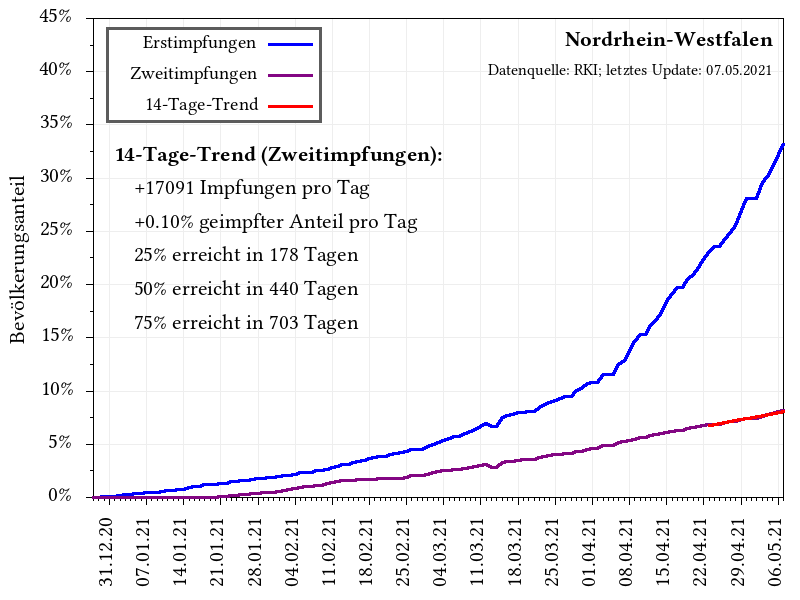 45%
40%
35%
30%
25%
20%
15%
10%
5%
0%
Bevölkerungsanteil
Erstimpfungen
Zweitimpfungen
14-Tage-Trend
Nordrhein-Westfalen
Datenquelle: RKI; letztes Update: 07.05.2021
14-Tage-Trend (Zweitimpfungen):
+17091 Impfungen pro Tag
+0.10% geimpfter Anteil pro Tag
25% erreicht in 178 Tagen
50% erreicht in 440 Tagen
75% erreicht in 703 Tagen
31.12.20
07.01.21
14.01.21
21.01.21
28.01.21
04.02.21
11.02.21
18.02.21
25.02.21
04.03.21
11.03.21
18.03.21
25.03.21
01.04.21
08.04.21
15.04.21
22.04.21
29.04.21
06.05.21